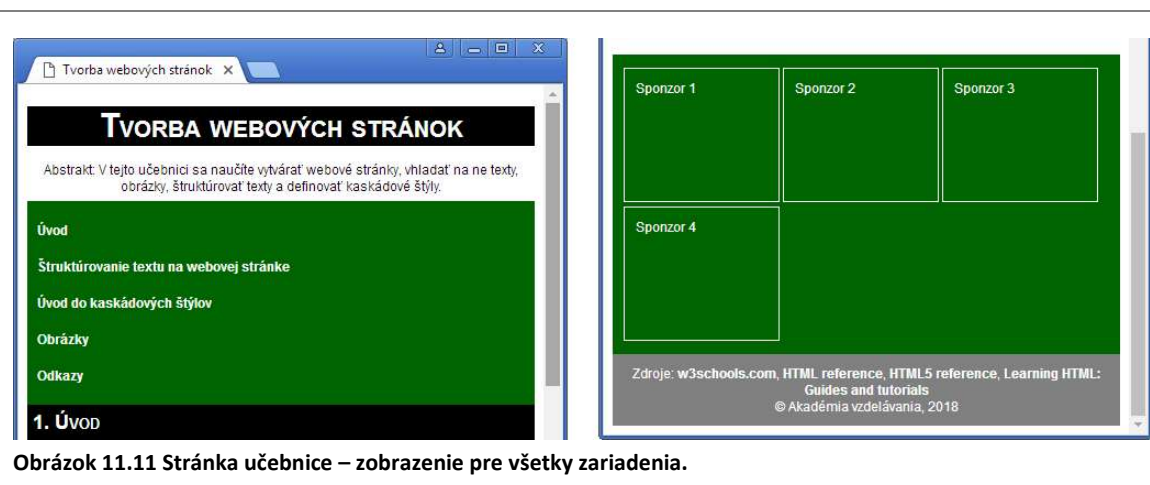 Tvorba webových stránok
TVORBA WEBOVÝCH STRÁNOK
Abstrakt: V tejto učebnici sa naučíte vytvárať webové stránky, vhladať na ne texty,
obrázky, štruktúrovať texty a definovať kaskádové štýly.
Úvod
Štruktúrovanie textu na webovej stránke
Úvod do kaskádových štýlov
Obrázky
Odkazy
1. ÚVOD
Sponzor 1
Sponzor 2
Sponzor 3
Sponzor 4
Zdroje: w3schools.com, HTML reference, HTML5 reference, Learning HTML:
Guides and tutorials
© Akadémia vzdelávania, 2018
Obrázok 11.11 Stránka učebnice – zobrazenie pre všetky zariadenia.